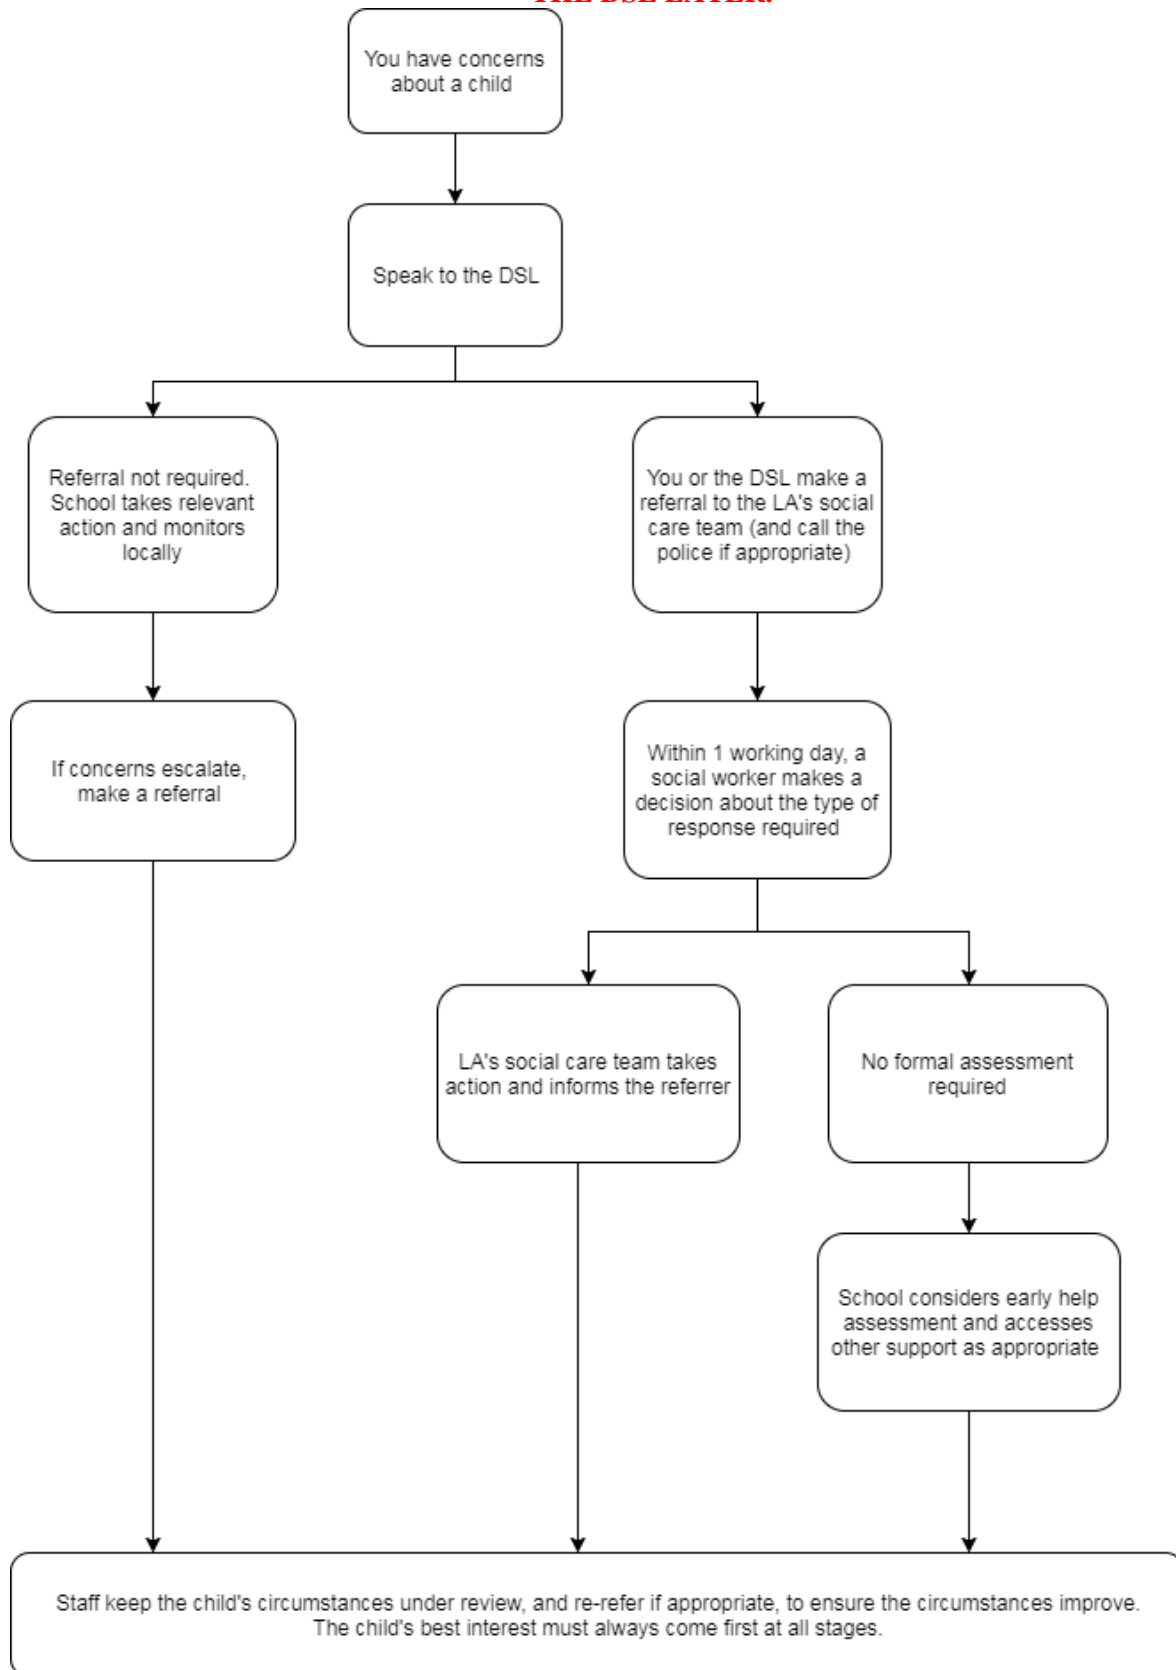 THE DSL LATER.
You have concerns
about a child
Speak to the DSL
Referral not required.
School takes relevant
action and monitors
locally
You or the DSL make a
referral to the LA's social
care team (and call the
police if appropriate)
If concerns escalate,
make a referral
Within 1 working day, a
social worker makes a
decision about the type of
response required
LA's social care team takes
action and informs the referrer
No formal assessment
required
School considers early help
assessment and accesses
other support as appropriate
Staff keep the child's circumstances under review, and re-refer if appropriate, to ensure the circumstances improve.
The child's best interest must always come first at all stages.